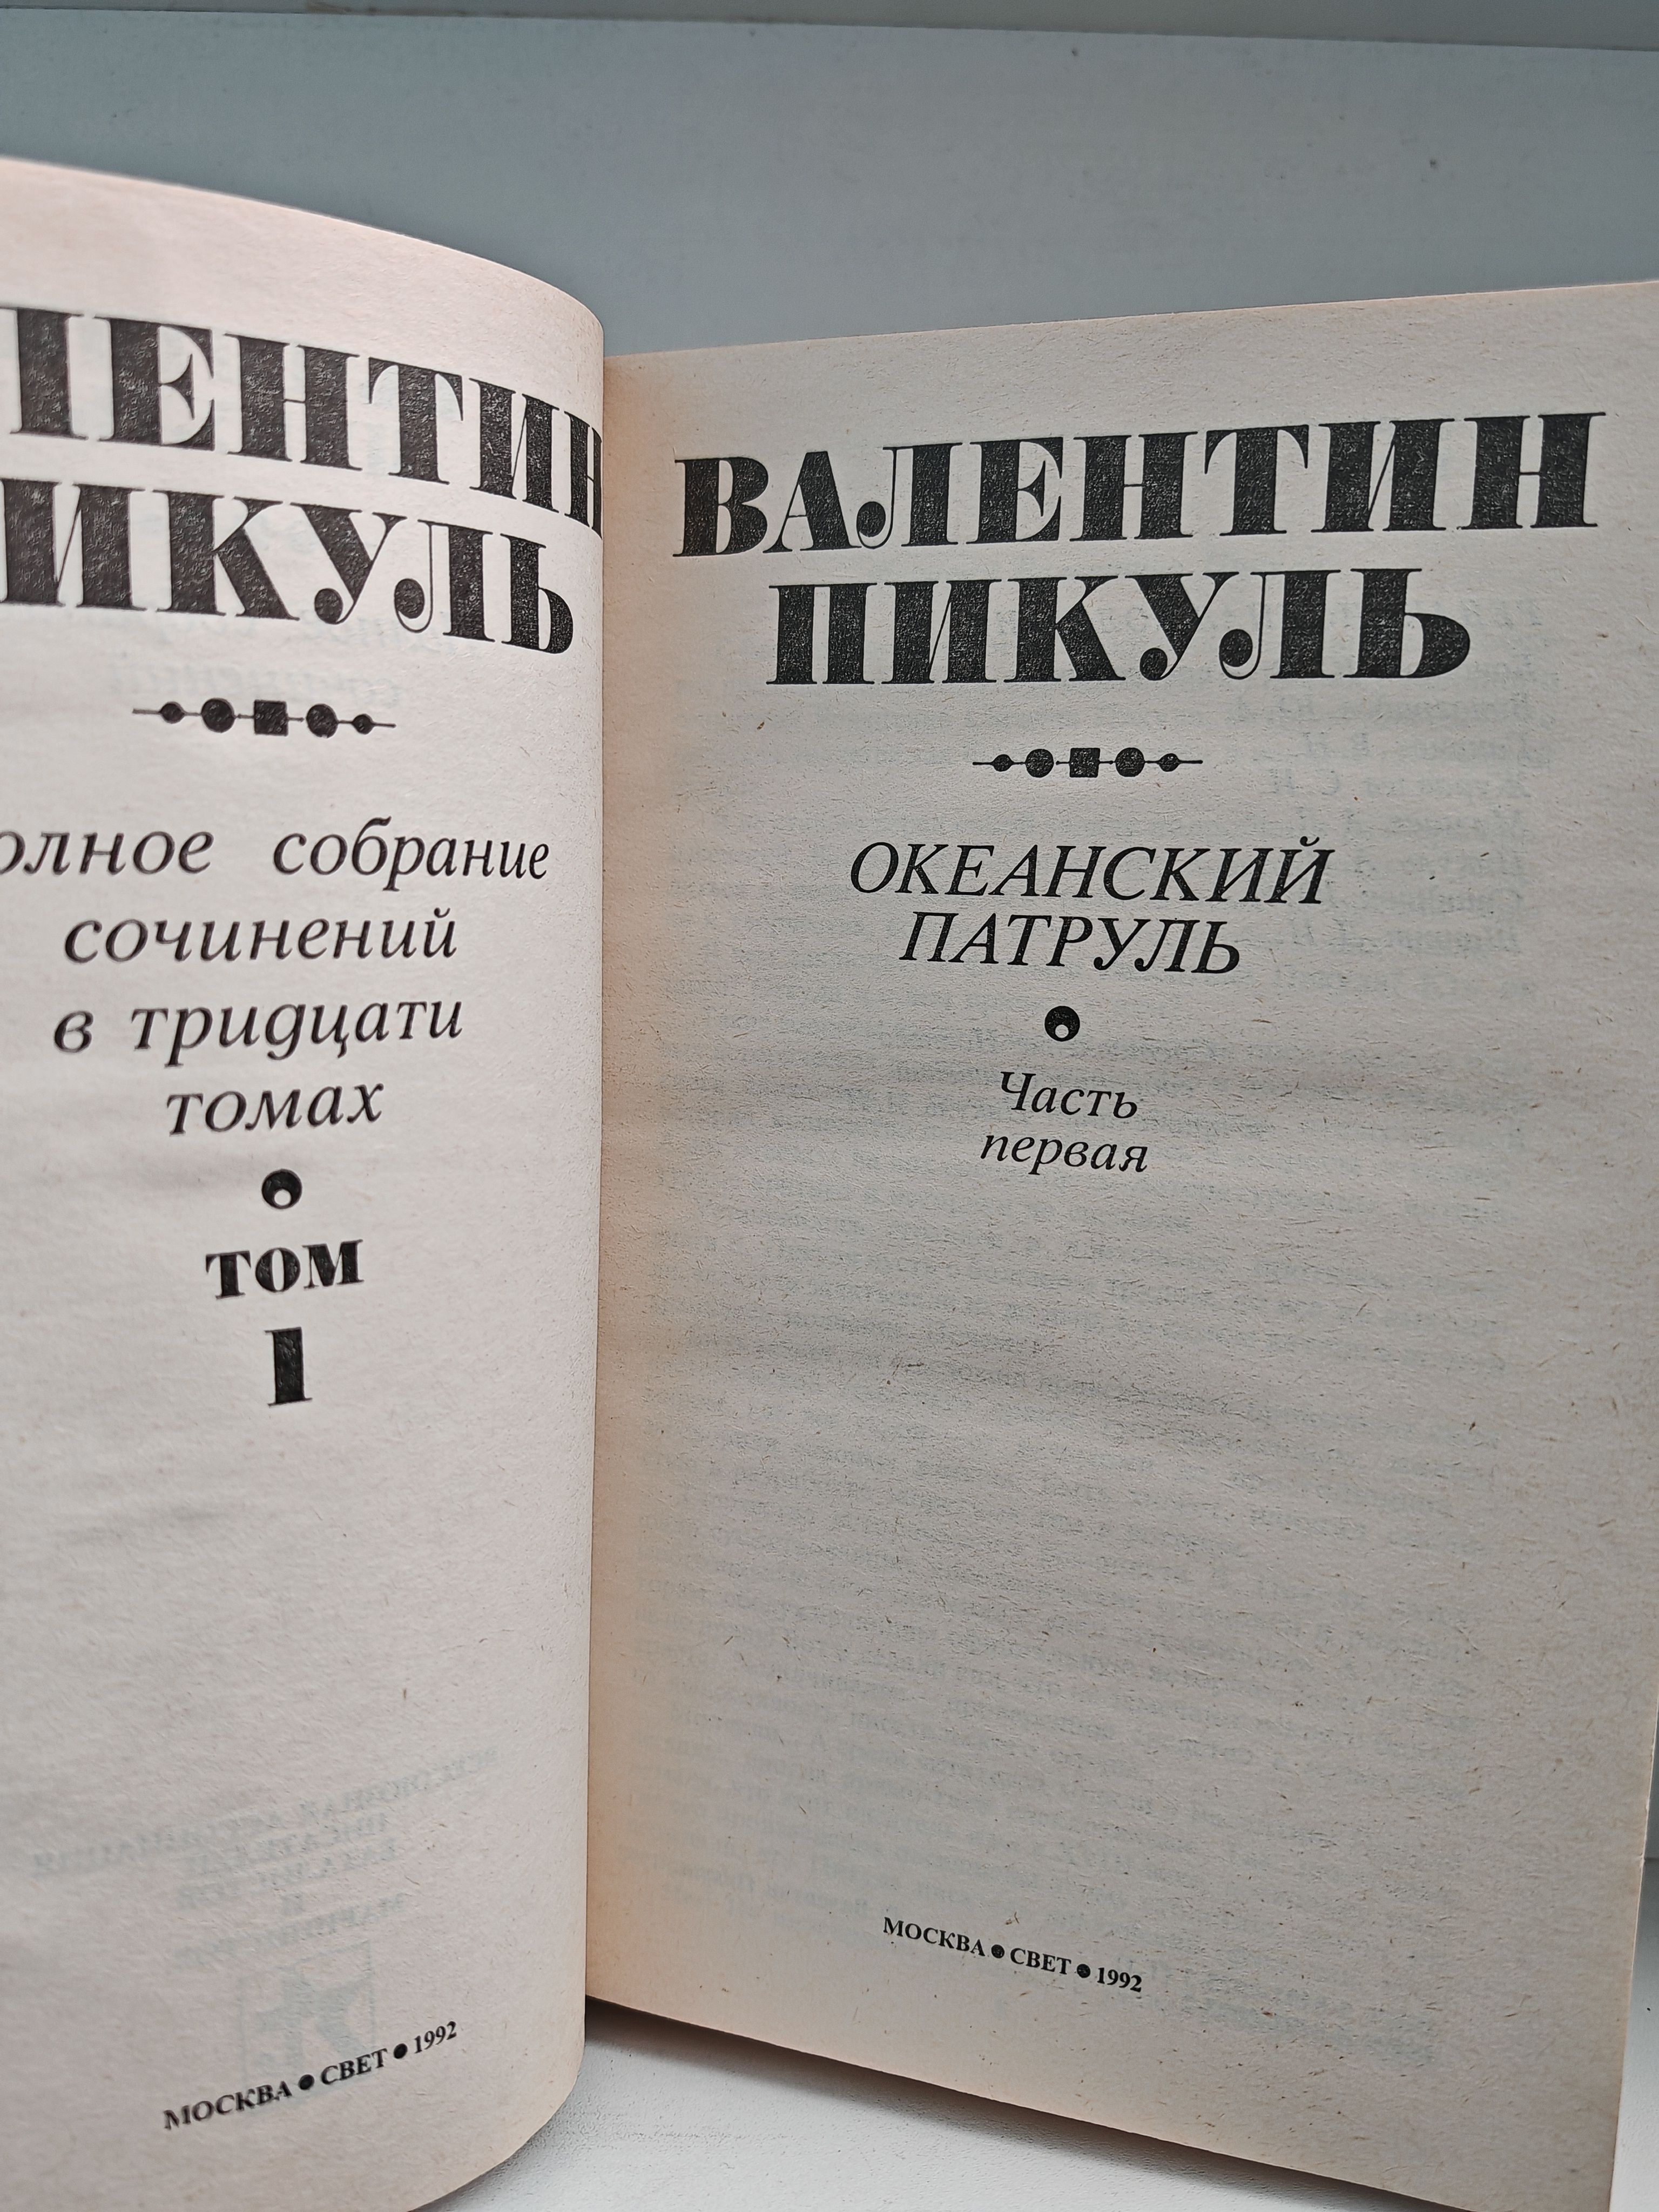 ЛЕНТИН
ИКУЛЬ
олное собрание
сочинений
в тридцати
томах
ТОМ
1
МОСКВА ● СВЕТ ● 1992
ВАЛЕНТИН
ПИКУЛЬ
ОКЕАНСКИЙ
ПАТРУЛЬ
Часть
первая
МОСКВА ● СВЕТ ● 1992